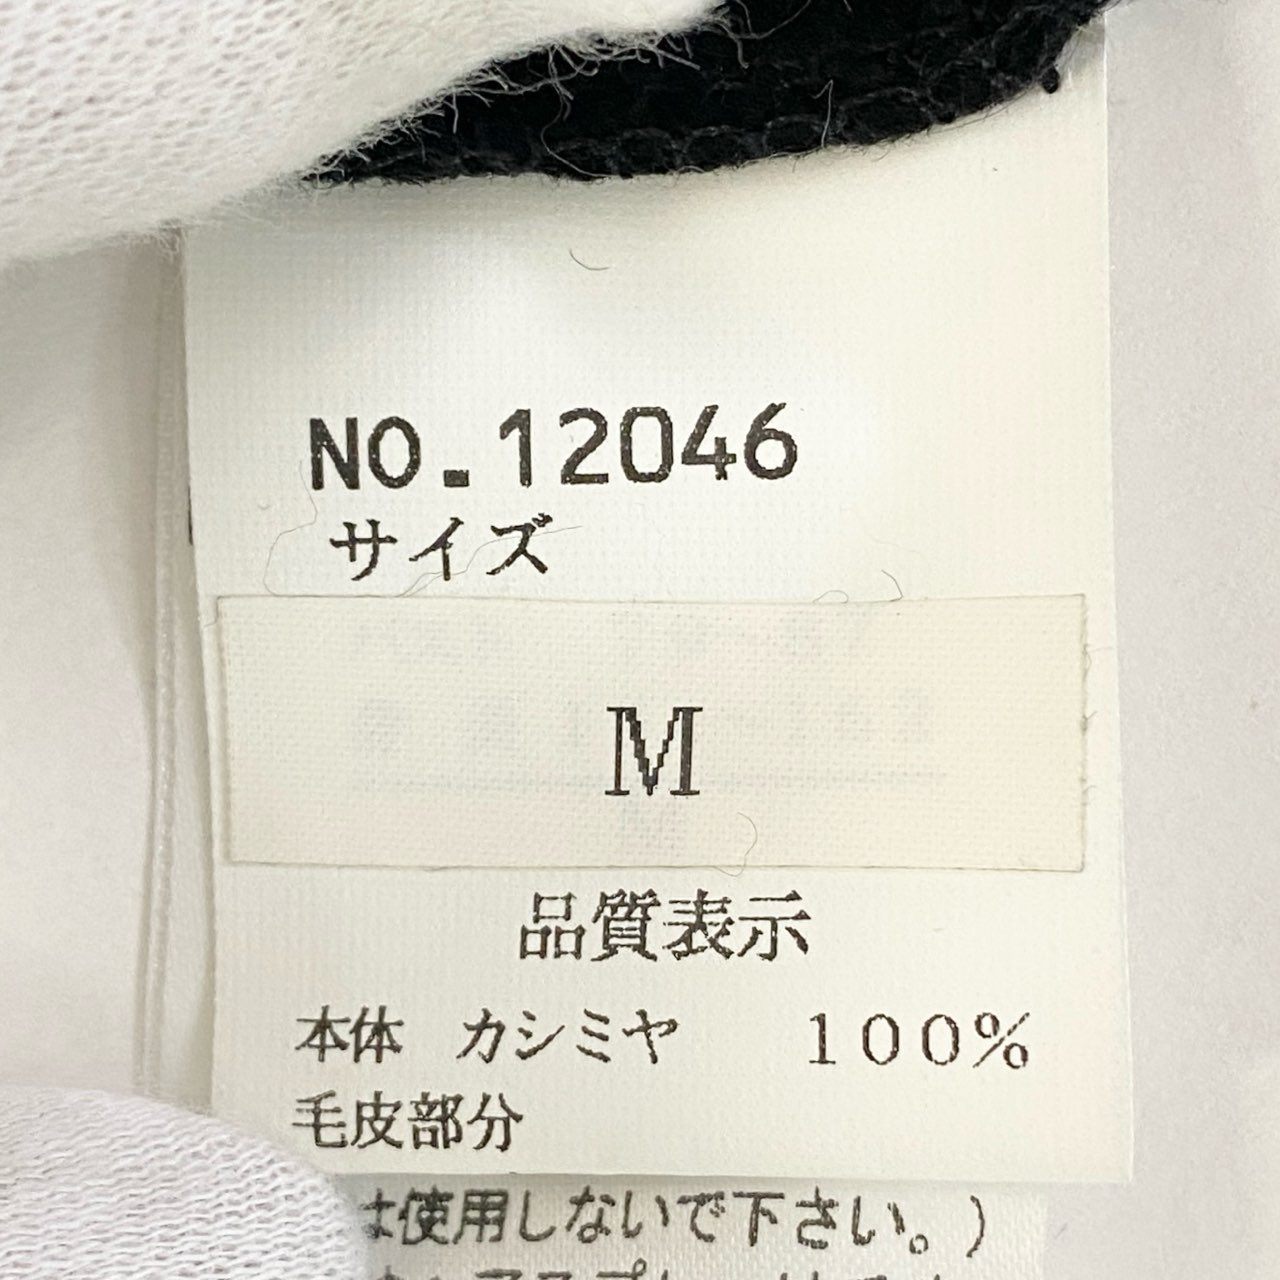 NO.12046
サイズ
M
品質表示
本体 カシミヤ 100%
毛皮部分
は使用しないで下さい。)